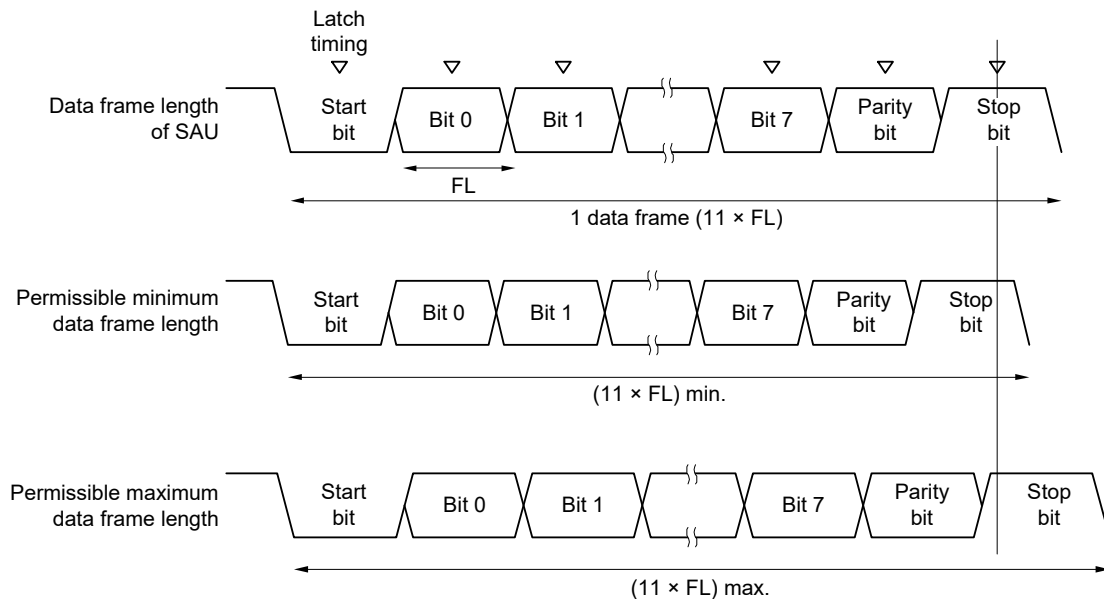 Latch
timing
Data frame length
of SAU
Start
bit
Bit 0
Bit 1
Bit 7
Parity
bit
Stop
bit
FL
1 data frame (11 × FL)
Permissible minimum
data frame length
Start
bit
Bit 0
Bit 1
Bit 7
Parity
bit
Stop
bit
(11 × FL) min.
Permissible maximum
data frame length
Start
bit
Bit 0
Bit 1
Bit 7
Parity
bit
Stop
bit
(11 × FL) max.